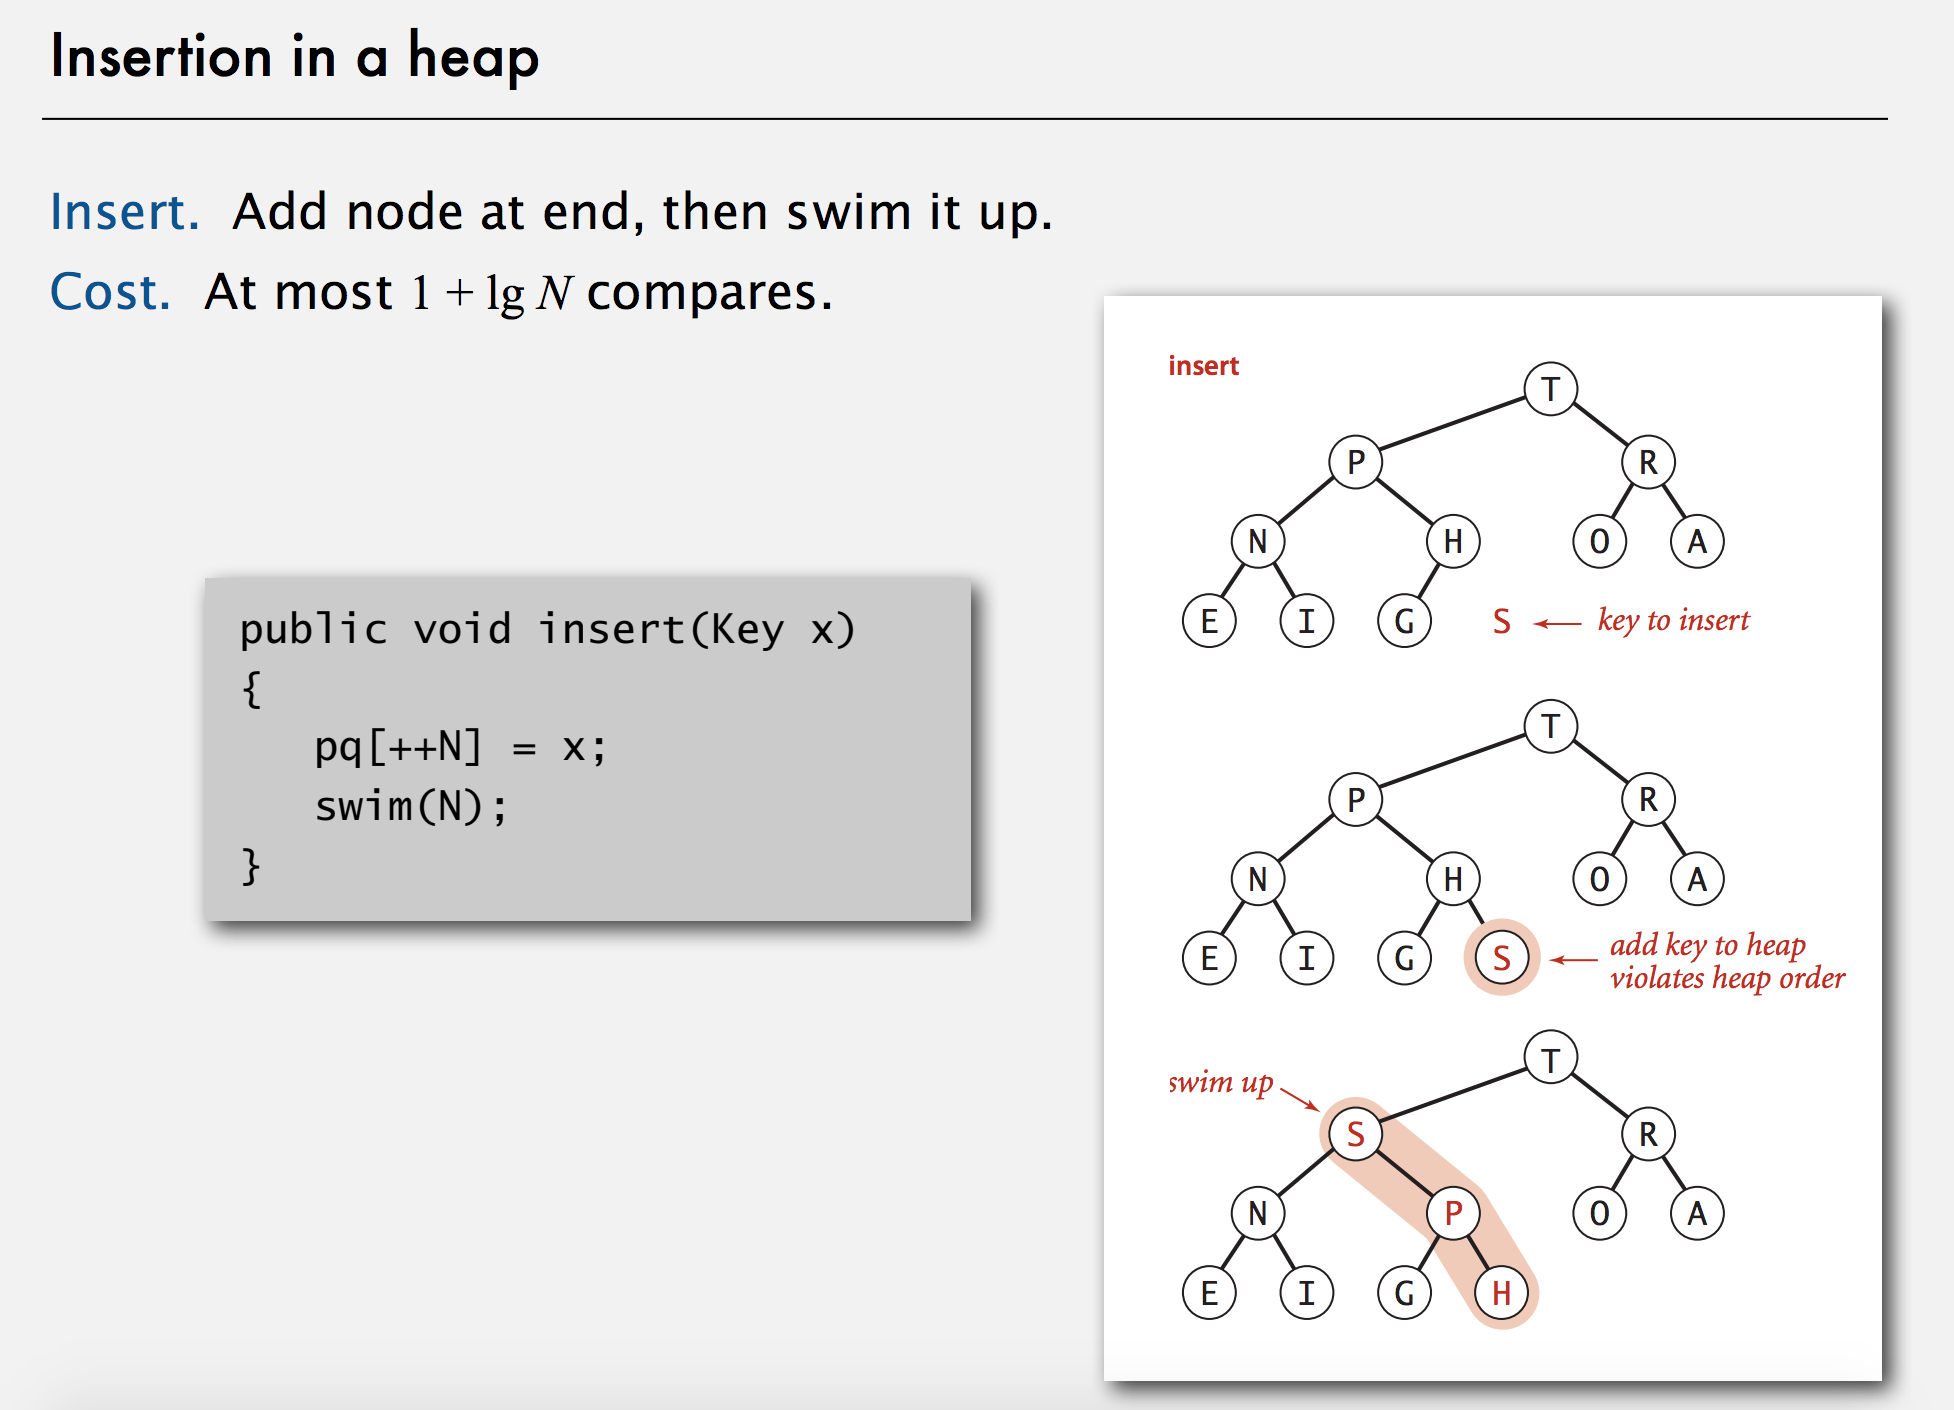 Insertion in a heap
Insert. Add node at end, then swim it up.
Cost. At most 1 + lg N compares.
public void insert(Key x)
{
pq[++N] = x;
swim(N);
}
insert
T
P R
N H O A
E I G S key to insert
T
P R
N H O A
E I G S add key to heap
violates heap order
swim up
T
S R
N P O A
E I G H